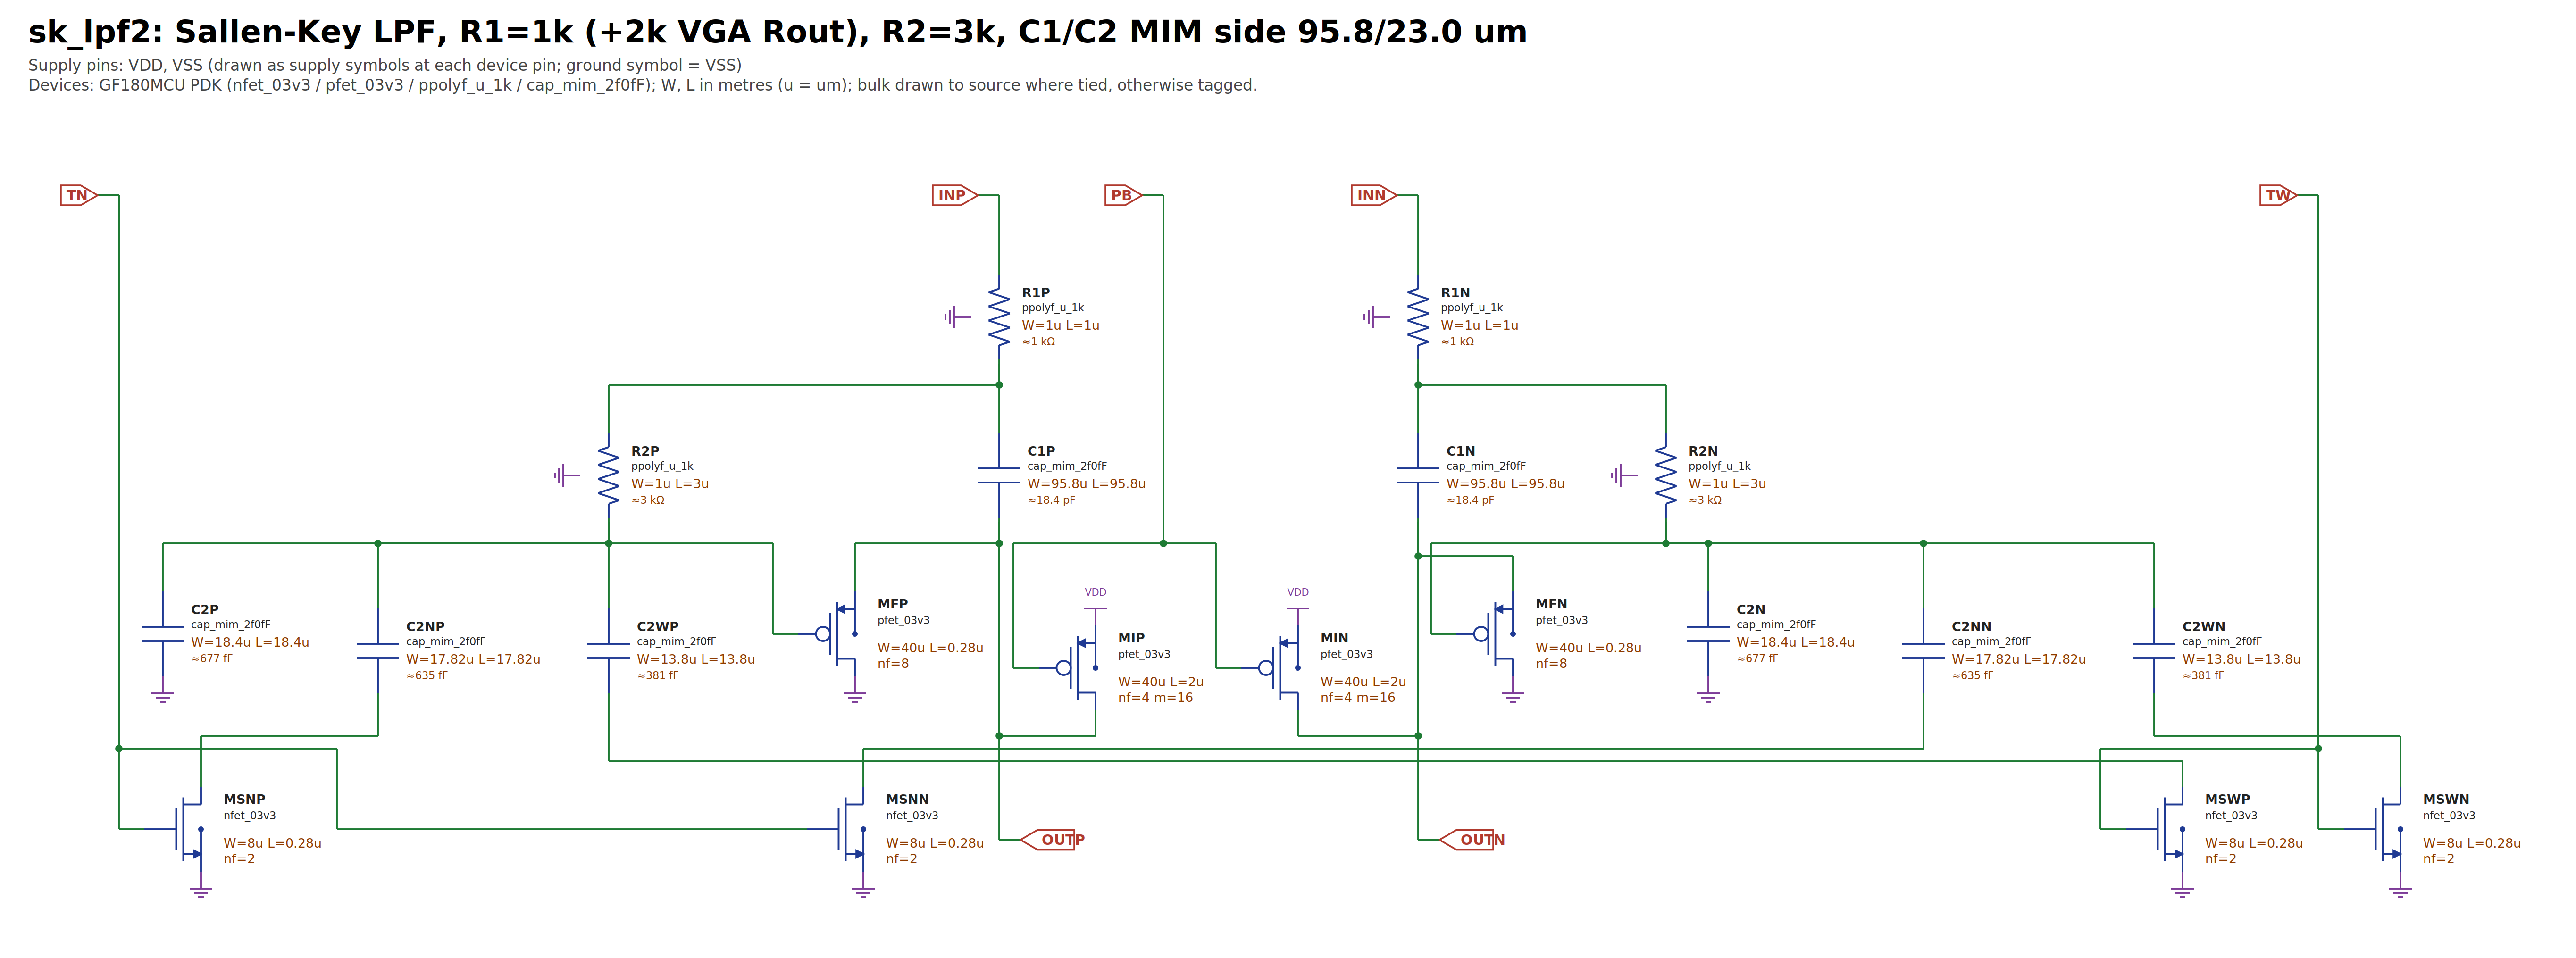 sk_lpf2: Sallen-Key LPF, R1=1k (+2k VGA Rout), R2=3k, C1/C2 MIM side 95.8/23.0 um
Supply pins: VDD, VSS (drawn as supply symbols at each device pin; ground symbol = VSS)
Devices: GF180MCU PDK (nfet_03v3 / pfet_03v3 / ppolyf_u_1k / cap_mim_2f0fF); W, L in metres (u = um); bulk drawn to source where tied, otherwise tagged.
TN
INP
PB
INN
TW
R1P
ppolyf_u_1k
W=1u L=1u
≈1 kΩ
R1N
ppolyf_u_1k
W=1u L=1u
≈1 kΩ
R2P
ppolyf_u_1k
W=1u L=3u
≈3 kΩ
C1P
cap_mim_2f0fF
W=95.8u L=95.8u
≈18.4 pF
C1N
cap_mim_2f0fF
W=95.8u L=95.8u
≈18.4 pF
R2N
ppolyf_u_1k
W=1u L=3u
≈3 kΩ
C2P
cap_mim_2f0fF
W=18.4u L=18.4u
≈677 fF
C2NP
cap_mim_2f0fF
W=17.82u L=17.82u
≈635 fF
C2WP
cap_mim_2f0fF
W=13.8u L=13.8u
≈381 fF
MFP
pfet_03v3
W=40u L=0.28u
nf=8
VDD
MIP
pfet_03v3
W=40u L=2u
nf=4 m=16
VDD
MIN
pfet_03v3
W=40u L=2u
nf=4 m=16
MFN
pfet_03v3
W=40u L=0.28u
nf=8
C2N
cap_mim_2f0fF
W=18.4u L=18.4u
≈677 fF
C2NN
cap_mim_2f0fF
W=17.82u L=17.82u
≈635 fF
C2WN
cap_mim_2f0fF
W=13.8u L=13.8u
≈381 fF
MSNP
nfet_03v3
W=8u L=0.28u
nf=2
MSNN
nfet_03v3
W=8u L=0.28u
nf=2
OUTP
OUTN
MSWP
nfet_03v3
W=8u L=0.28u
nf=2
MSWN
nfet_03v3
W=8u L=0.28u
nf=2